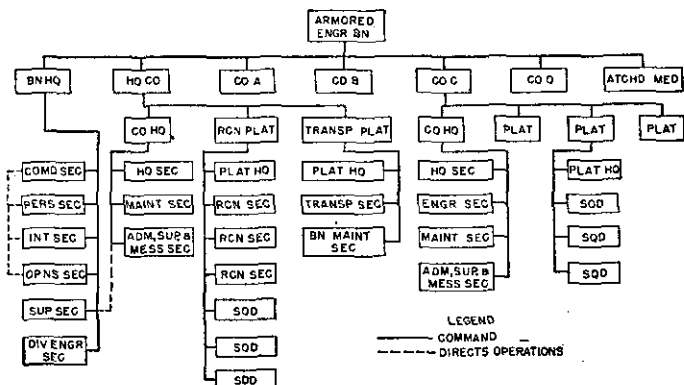 ARMORED
ENGR BN
BN HQ
HQ CO
CO A
CO B
CO C
CO D
ATCHD MED
CO HQ
RCN PLAT
TRANSP PLAT
CO HQ
PLAT
PLAT
PLAT
COMD SEC
HQ SEC
PLAT HQ
PLAT HQ
HQ SEC
PLAT HQ
PERS SEC
MAINT SEC
RCN SEC
TRANSP SEC
ENGR SEC
SQD
INT SEC
ADM, SUP, &
MESS SEC
RCN SEC
BN MAINT
SEC
MAINT SEC
SQD
OPNS SEC
RCN SEC
ADM, SUP, &
MESS SEC
SQD
SUP SEC
SQD
DIV ENGR
SEC
SQD
SQD
LEGEND
COMMAND
DIRECTS OPERATIONS